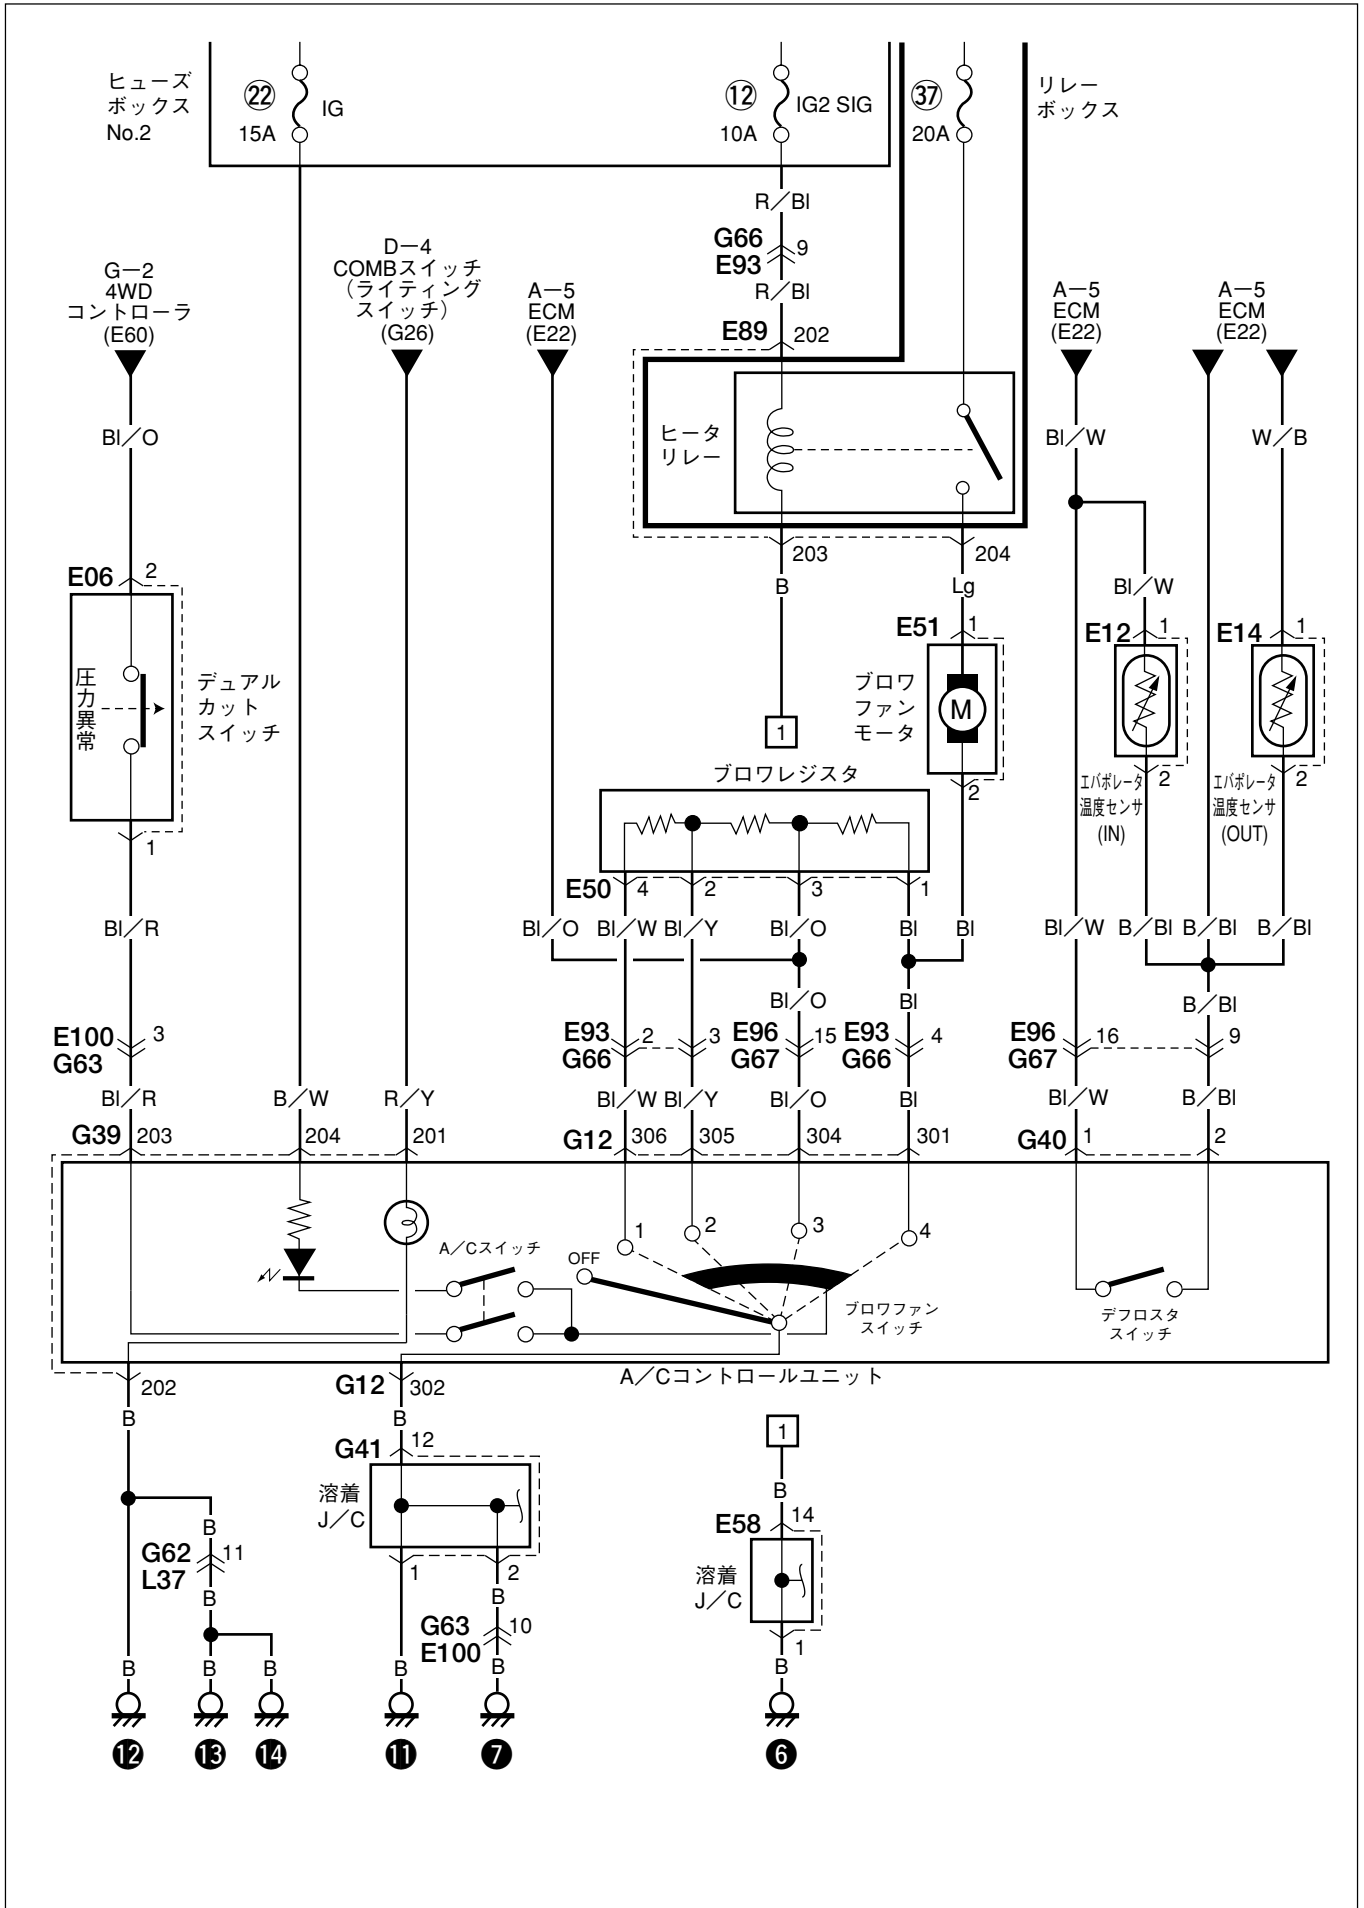 ヒューズ
ボックス
No.2
22
15A
IG
12
10A
IG2 SIG
37
20A
リレー
ボックス
R／Bl
G66
E93
9
R／Bl
E89
202
G－2
4WD
コントローラ
(E60)
D－4
COMBスイッチ
（ライティング
スイッチ）
(G26)
A－5
ECM
(E22)
A－5
ECM
(E22)
A－5
ECM
(E22)
Bl／O
ヒータ
リレー
Bl／W
W／B
203
204
B
Lg
Bl／W
E06
2
圧力異常
デュアル
カット
スイッチ
1
E51
1
ブロワ
ファン
モータ
M
2
E12
1
E14
1
2
2
エバポレータ
温度センサ
(IN)
エバポレータ
温度センサ
(OUT)
1
ブロワレジスタ
E50
4
2
3
1
Bl／R
Bl／O
Bl／W
Bl／Y
Bl／O
Bl
Bl
Bl／W
B／Bl
B／Bl
B／Bl
Bl／O
Bl
B／Bl
E100
G63
3
E93
G66
2
3
E96
G67
15
E93
G66
4
E96
G67
16
9
Bl／R
B／W
R／Y
Bl／W
Bl／Y
Bl／O
Bl
Bl／W
B／Bl
G39
203
204
201
G12
306
305
304
301
G40
1
2
A／Cスイッチ
OFF
1
2
3
4
ブロワファン
スイッチ
デフロスタ
スイッチ
A／Cコントロールユニット
202
B
G12
302
B
G41
12
溶着
J／C
1
2
B
G62
L37
11
B
B
G63
E100
10
B
B
B
B
B
12
13
14
11
7
1
B
E58
14
溶着
J／C
1
B
6